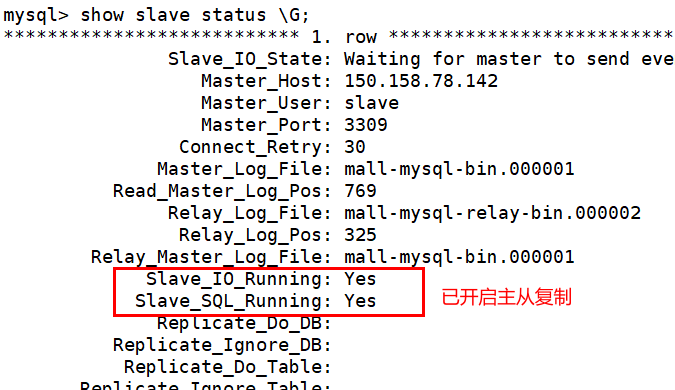 mysql> show slave status \G;
*************************** 1. row ***************************
Slave_IO_State: Waiting for master to send eve
Master_Host: 150.158.78.142
Master_User: slave
Master_Port: 3309
Connect_Retry: 30
Master_Log_File: mall-mysql-bin.000001
Read_Master_Log_Pos: 769
Relay_Log_File: mall-mysql-relay-bin.000002
Relay_Log_Pos: 325
Relay_Master_Log_File: mall-mysql-bin.000001
Slave_IO_Running: Yes
Slave_SQL_Running: Yes
已开启主从复制
Replicate_Do_DB:
Replicate_Ignore_DB:
Replicate_Do_Table:
Replicate_Ignore_Table: